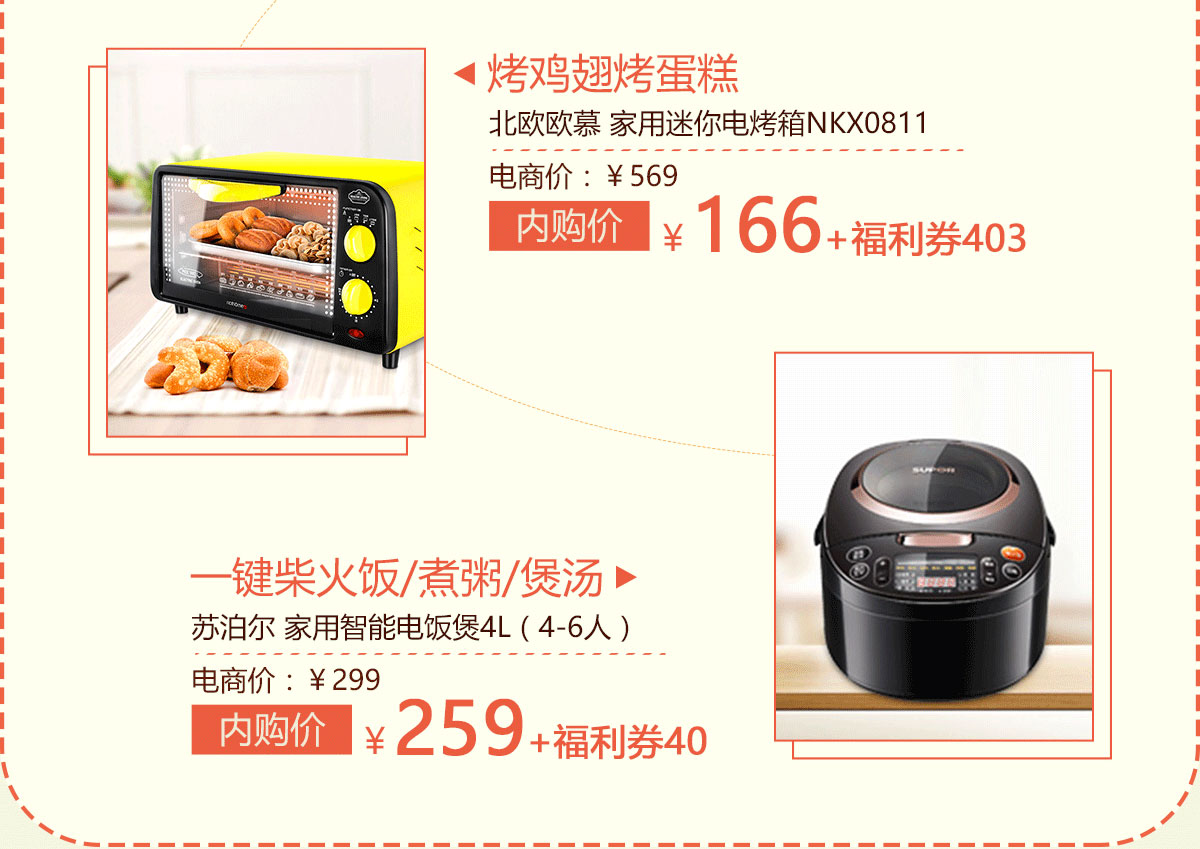 烤鸡翅烤蛋糕
北欧欧慕 家用迷你电烤箱NKX0811
电商价：￥569
内购价 ￥166+福利券403
SUPOR
一键柴火饭/煮粥/煲汤
苏泊尔 家用智能电饭煲4L（4-6人）
电商价：￥299
内购价 ￥259+福利券40